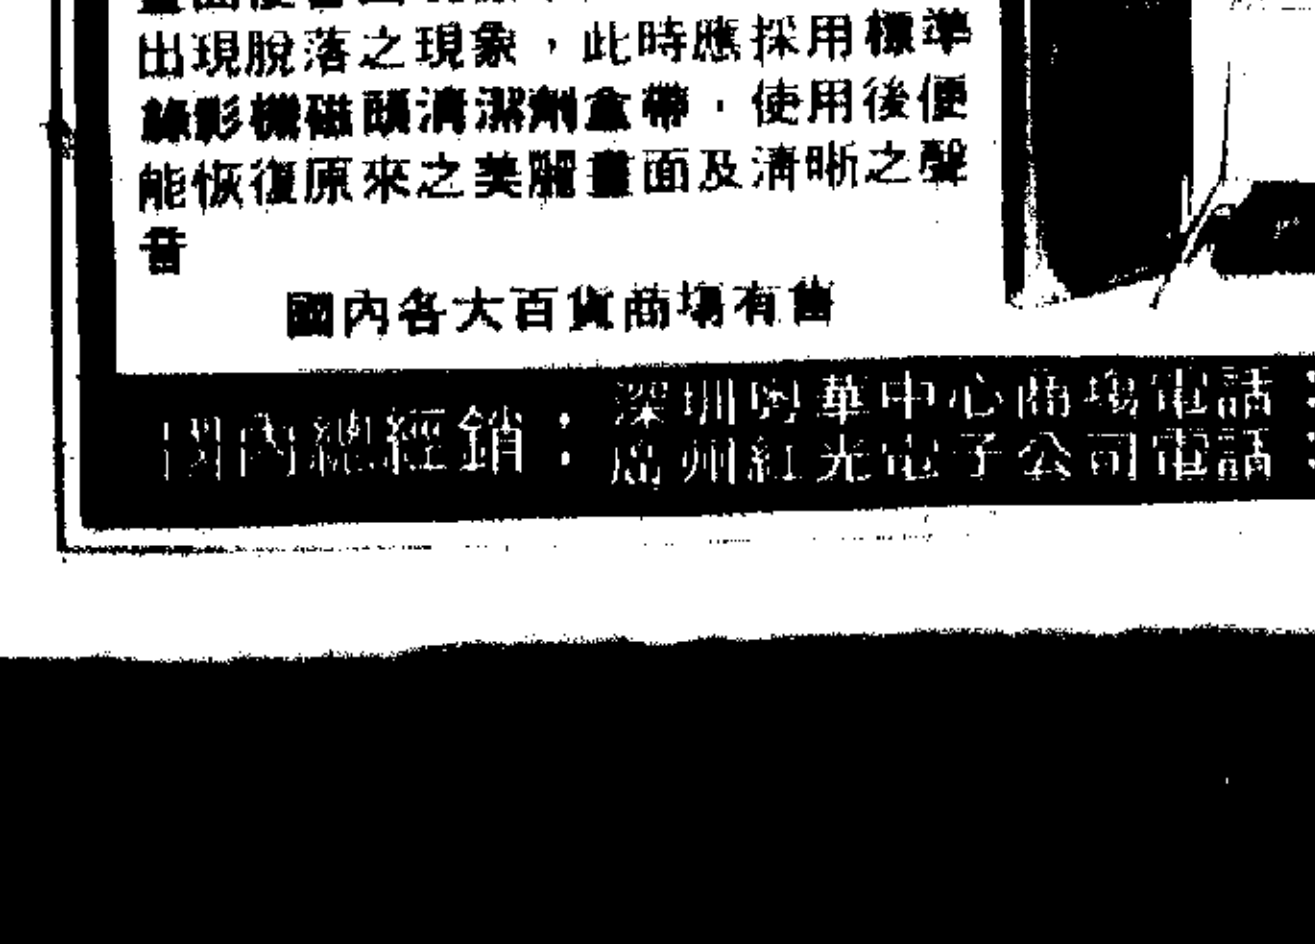 出現脫落之現象，此時應採用標準
錄影機磁頭清潔劑盒帶，使用後便
能恢復原來之美麗畫面及清晰之聲
音
國內各大百貨商場有售
國內總經銷：
深圳粵華中心商場電話：
廣州紅光電子公司電話：